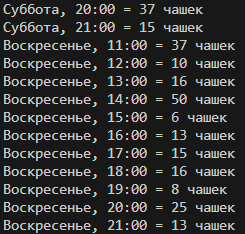 Суббота, 20:00 = 37 чашек
Суббота, 21:00 = 15 чашек
Воскресенье, 11:00 = 37 чашек
Воскресенье, 12:00 = 10 чашек
Воскресенье, 13:00 = 16 чашек
Воскресенье, 14:00 = 50 чашек
Воскресенье, 15:00 = 6 чашек
Воскресенье, 16:00 = 13 чашек
Воскресенье, 17:00 = 15 чашек
Воскресенье, 18:00 = 16 чашек
Воскресенье, 19:00 = 8 чашек
Воскресенье, 20:00 = 25 чашек
Воскресенье, 21:00 = 13 чашек